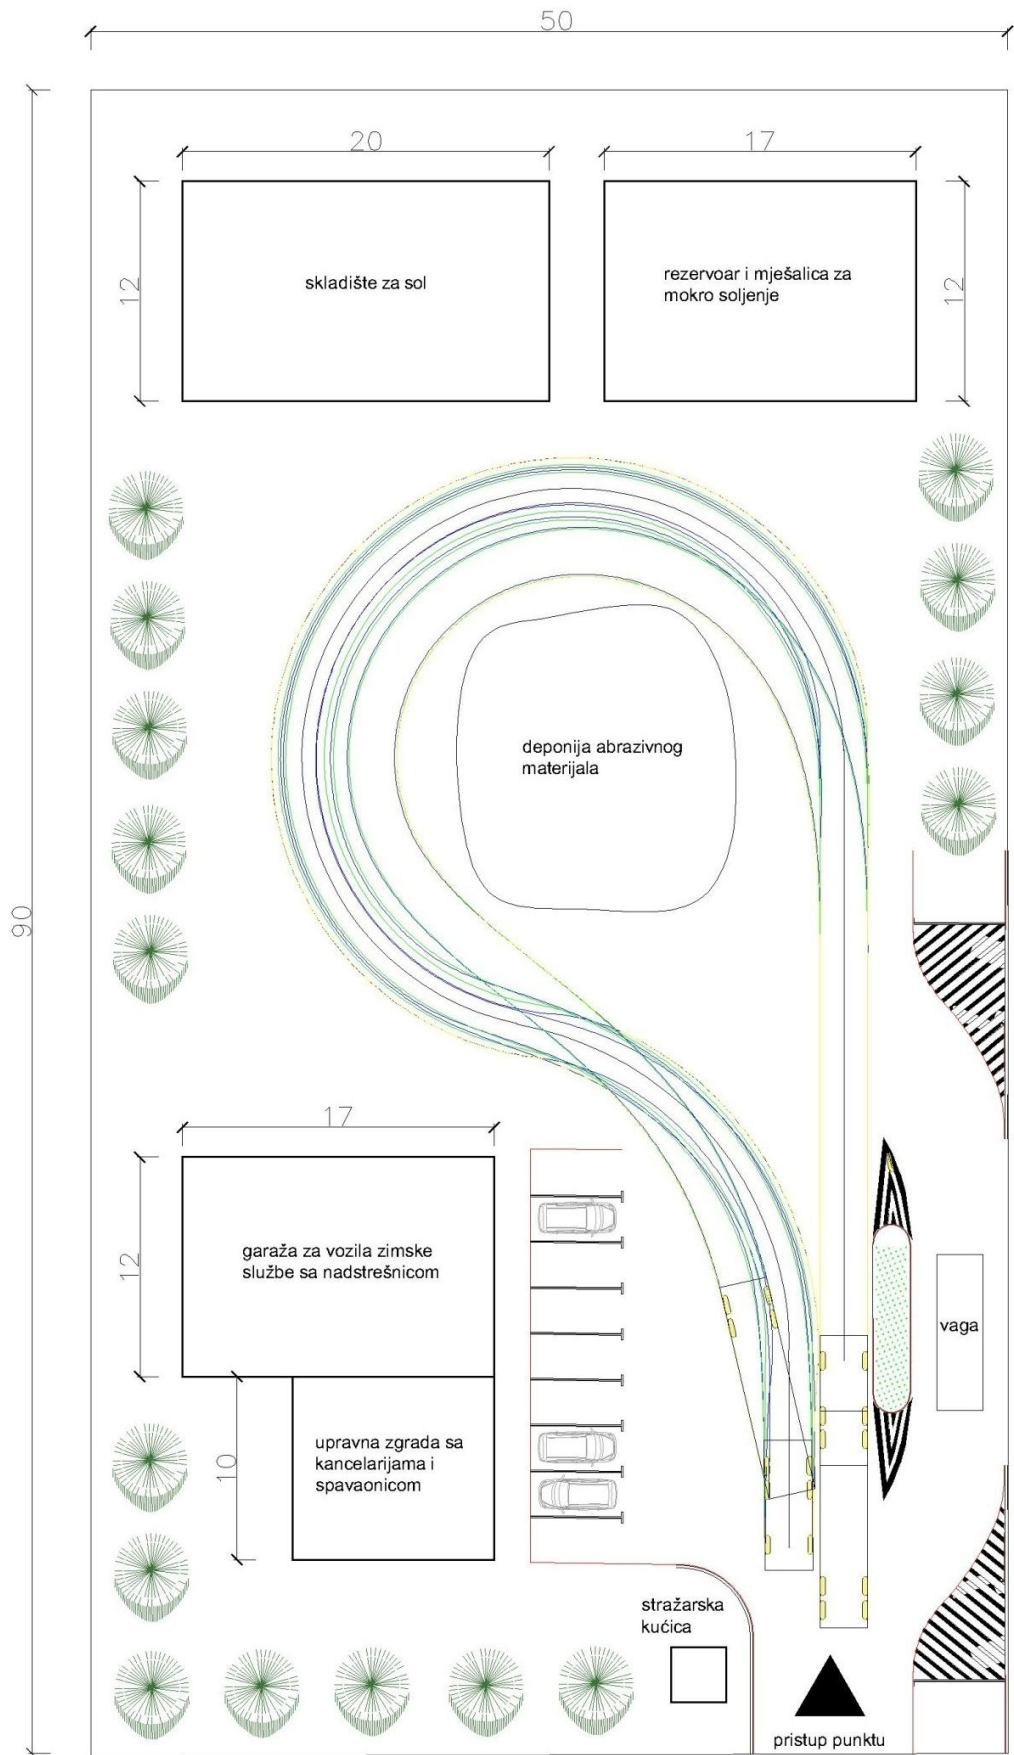 50
20
17
12
skladište za sol
rezervoar i mješalica za
mokro soljenje
12
90
deponija abrazivnog
materijala
17
12
garaža za vozila zimske
službe sa nadstrešnicom
vaga
10
upravna zgrada sa
kancelarijama i
spavaonicom
stražarska
kućica
pristup punktu